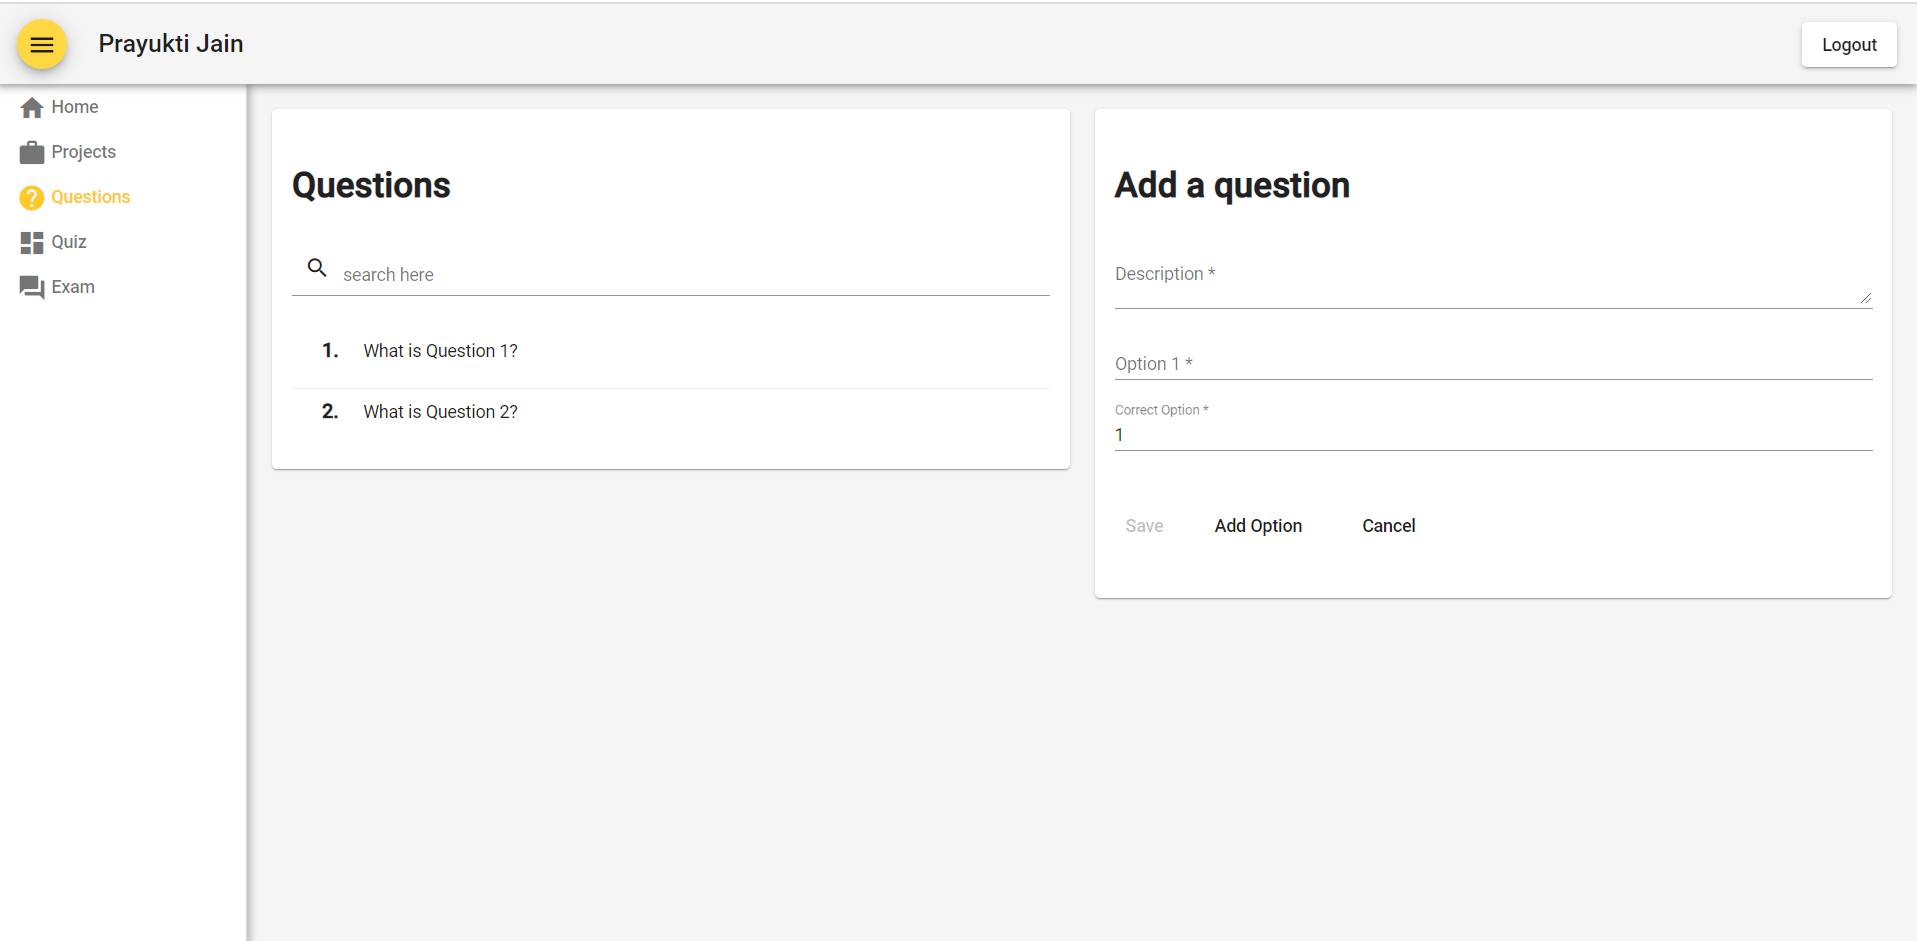 Prayukti Jain
Logout
Home
Projects
Questions
Quiz
Exam
Questions
search here
1. What is Question 1?
2. What is Question 2?
Add a question
Description *
Option 1 *
Correct Option *
1
Save Add Option Cancel